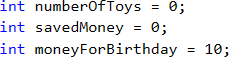 int numberOfToys = 0;
int savedMoney = 0;
int moneyForBirthday = 10;